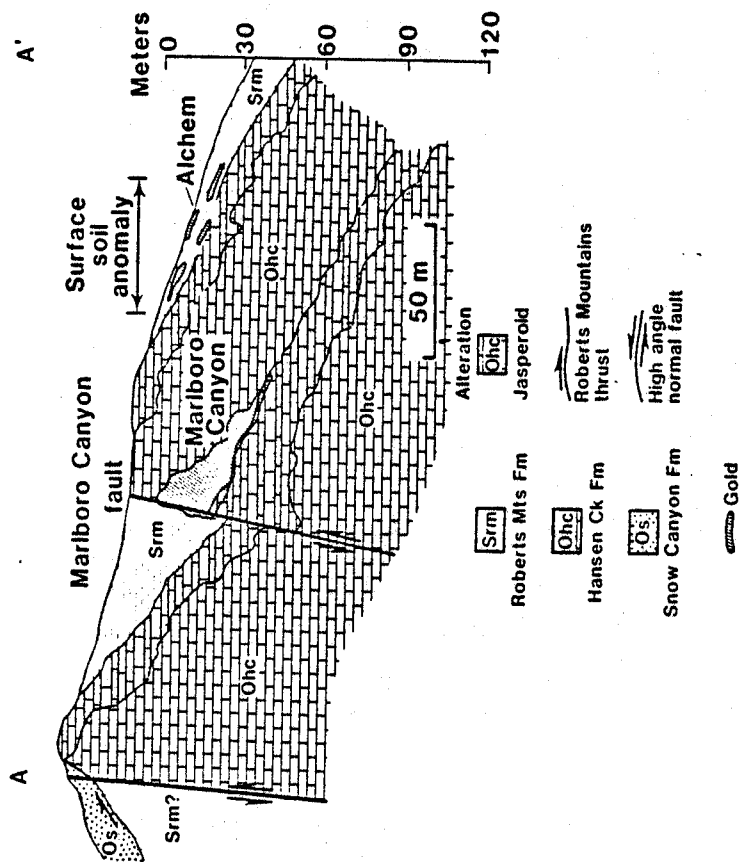 A
A'
Marlboro Canyon
fault
Surface
soil
anomaly
Alchem
Meters
0
30
60
90
120
Os
Srm?
Srm
Marlboro
Canyon
Srm
Ohc
Ohc
Ohc
50 m
Alteration
Srm
Roberts Mts Fm
Ohc
Hansen Ck Fm
Os
Snow Canyon Fm
Gold
Ohc
Jasperoid
Roberts Mountains
thrust
High angle
normal fault